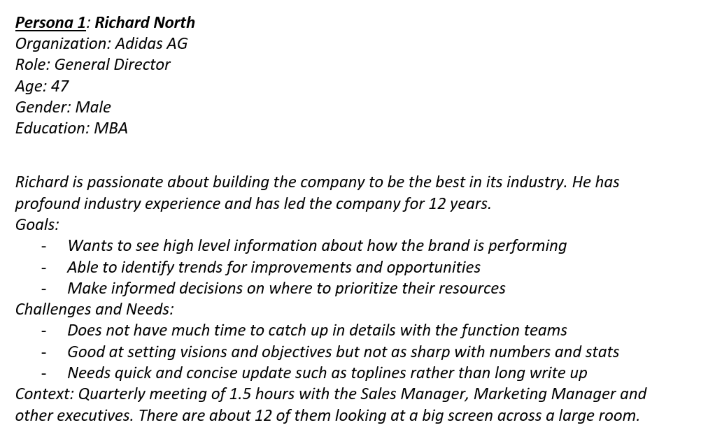 Persona 1: Richard North
Organization: Adidas AG
Role: General Director
Age: 47
Gender: Male
Education: MBA
Richard is passionate about building the company to be the best in its industry. He has
profound industry experience and has led the company for 12 years.
Goals:
- Wants to see high level information about how the brand is performing
- Able to identify trends for improvements and opportunities
- Make informed decisions on where to prioritize their resources
Challenges and Needs:
- Does not have much time to catch up in details with the function teams
- Good at setting visions and objectives but not as sharp with numbers and stats
- Needs quick and concise update such as toplines rather than long write up
Context: Quarterly meeting of 1.5 hours with the Sales Manager, Marketing Manager and
other executives. There are about 12 of them looking at a big screen across a large room.